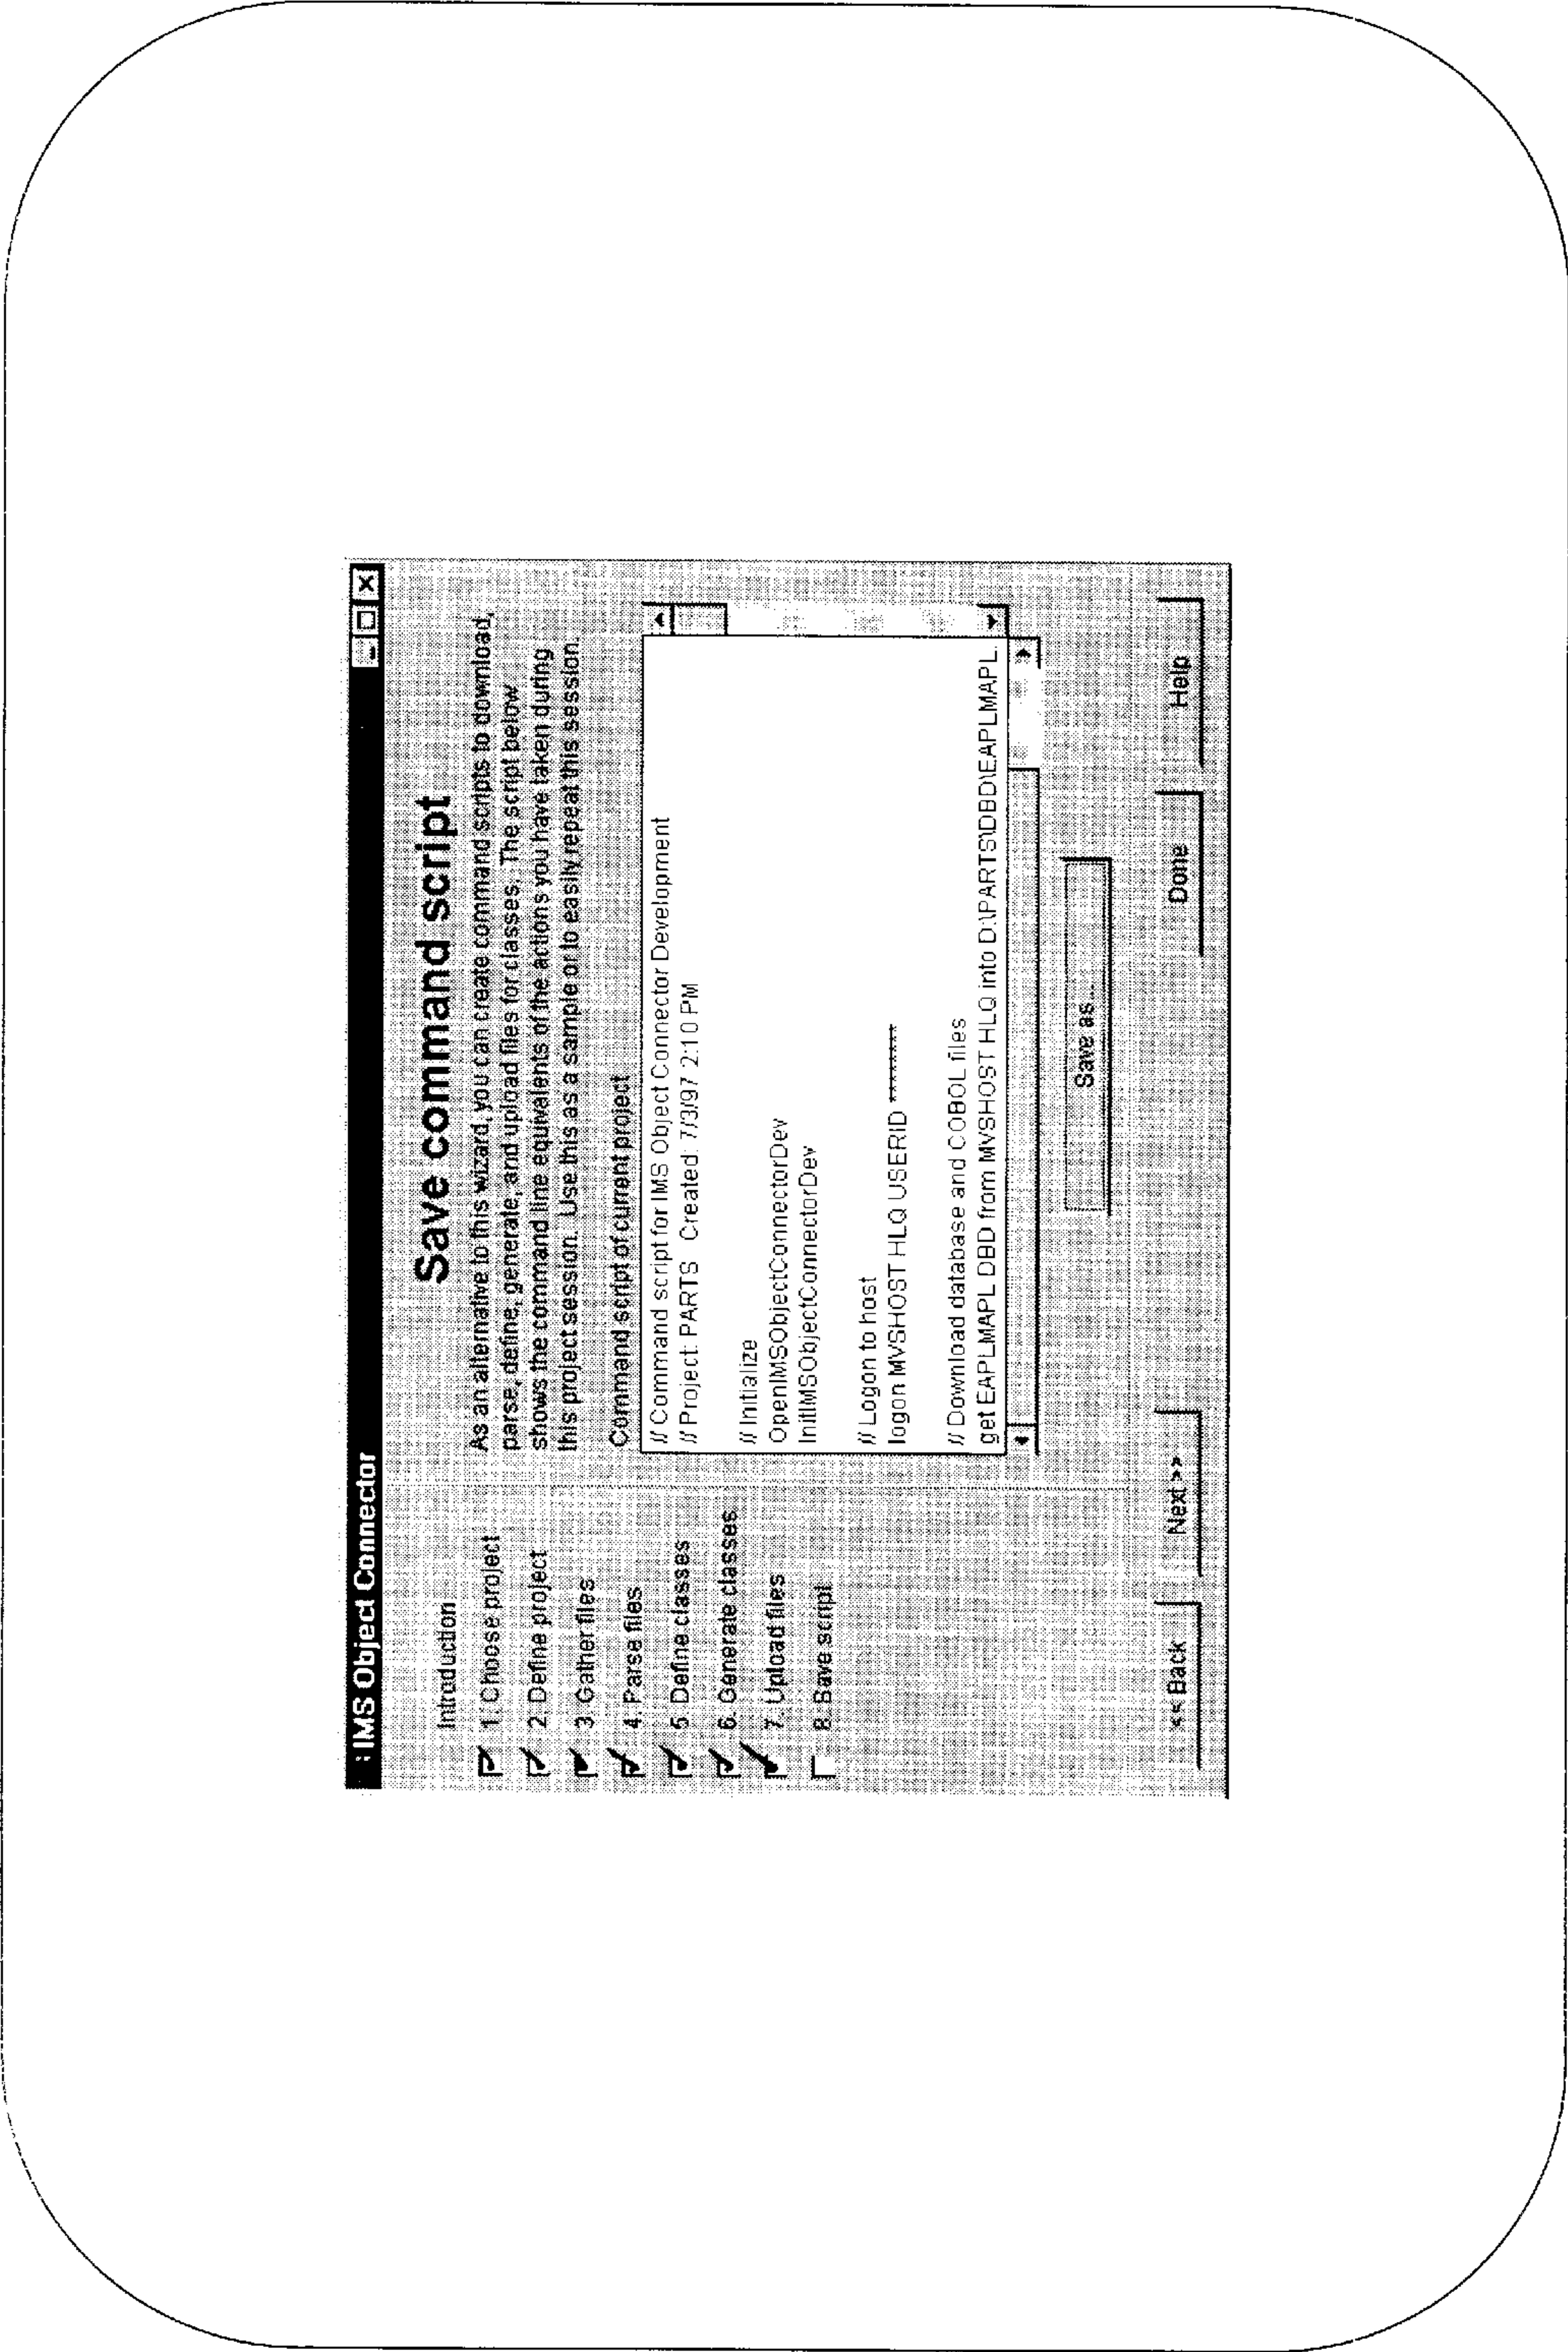 IMS Object Connector
Introduction
1. Choose project
2. Define project
3. Gather files
4. Parse files
5. Define classes
6. Generate classes
7. Upload files
8. Save script
Save command script
As an alternative to this wizard, you can create command scripts to download,
parse, define, generate, and upload files for classes. The script below
shows the command line equivalents of the actions you have taken during
this project session. Use this as a sample or to easily repeat this session.
Command script of current project
// Command script for IMS Object Connector Development
// Project: PARTS Created: 7/3/97 2:10 PM
// Initialize
OpenIMSObjectConnectorDev
InitIMSObjectConnectorDev
// Logon to host
logon MVSHOST HLQ USERID ********
// Download database and COBOL files
get EAPLMAPL DBD from MVSHOST HLQ into D:\PARTS\DBD\EAPLMAPL.
Save as...
<< Back
Next >>
Done
Help